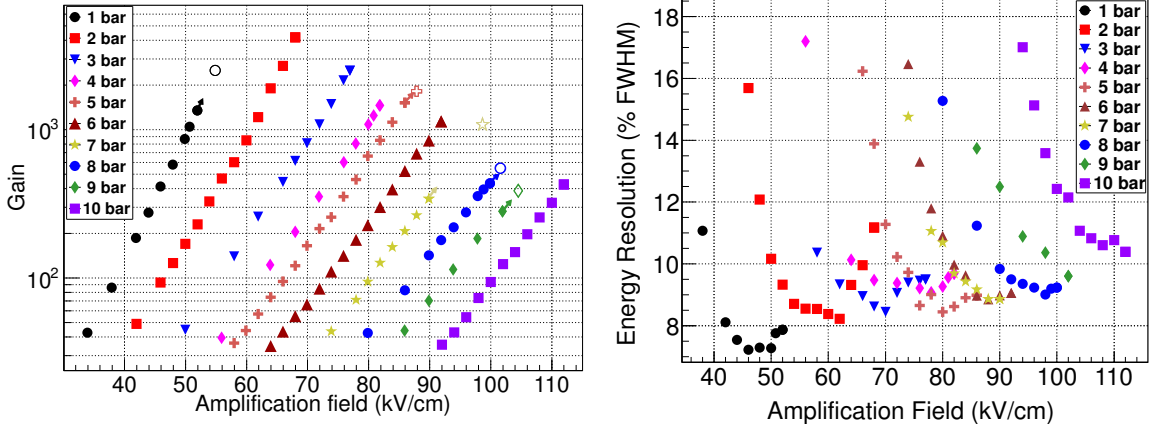 1 bar
2 bar
3 bar
4 bar
5 bar
6 bar
7 bar
8 bar
9 bar
10 bar
Gain
10³
10²
40 50 60 70 80 90 100 110
Amplification field (kV/cm)
1 bar
2 bar
3 bar
4 bar
5 bar
6 bar
7 bar
8 bar
9 bar
10 bar
Energy Resolution (% FWHM)
18
16
14
12
10
8
40 50 60 70 80 90 100 110
Amplification Field (kV/cm)